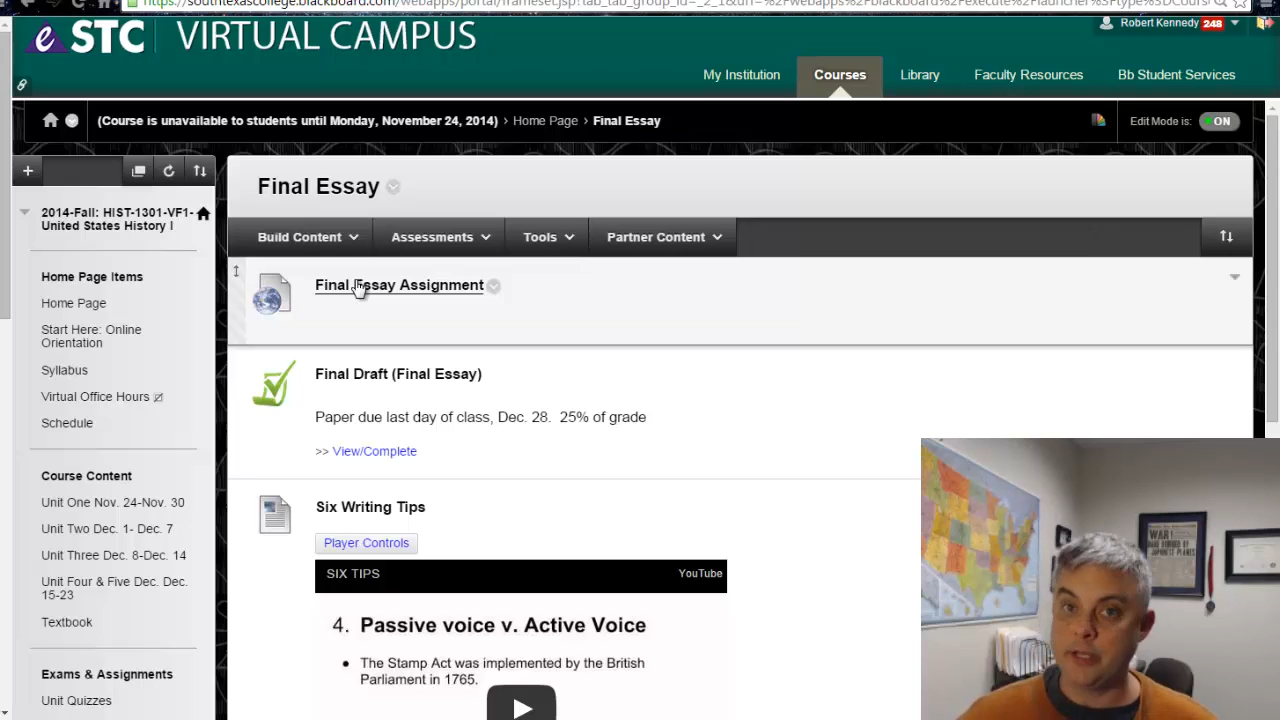 STC VIRTUAL CAMPUS
Robert Kennedy 248
My Institution Courses Library Faculty Resources Bb Student Services
(Course is unavailable to students until Monday, November 24, 2014) › Home Page › Final Essay
Edit Mode is: ON
2014-Fall: HIST-1301-VF1-
United States History I
Home Page Items
Home Page
Start Here: Online
Orientation
Syllabus
Virtual Office Hours
Schedule
Course Content
Unit One Nov. 24-Nov. 30
Unit Two Dec. 1- Dec. 7
Unit Three Dec. 8-Dec. 14
Unit Four & Five Dec. Dec.
15-23
Textbook
Exams & Assignments
Unit Quizzes
Final Essay
Build Content Assessments Tools Partner Content
Final Essay Assignment
Final Draft (Final Essay)
Paper due last day of class, Dec. 28. 25% of grade
>> View/Complete
Six Writing Tips
Player Controls
SIX TIPS YouTube
4. Passive voice v. Active Voice
• The Stamp Act was implemented by the British
Parliament in 1765.
WAR!